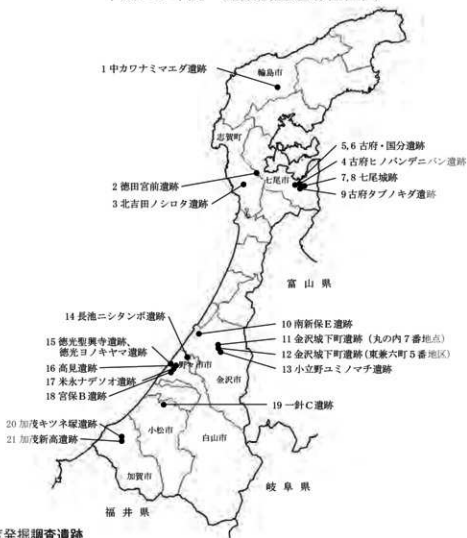 1 中カワナミマエダ遺跡
輪島市
志賀町
5,6 古府・国分遺跡
4 古府ヒノバンデニバン遺跡
7,8 七尾城跡
9 古府タブノキダ遺跡
七尾市
2 徳田宮前遺跡
3 北吉田ノシロタ遺跡
富山県
14 長池ニシタンボ遺跡
10 南新保E遺跡
11 金沢城下町遺跡（丸の内7番地点）
12 金沢城下町遺跡（東兼六町5番地区）
13 小立野ユミノマチ遺跡
15 徳光聖興寺遺跡、
徳光ヨノキヤマ遺跡
16 高見遺跡
17 米永ナデソオ遺跡
18 宮保B遺跡
々市市
金沢市
19 一針C遺跡
20 加茂キツネ塚遺跡
21 加茂新高遺跡
小松市
白山市
加賀市
岐阜県
福井県
発掘調査遺跡